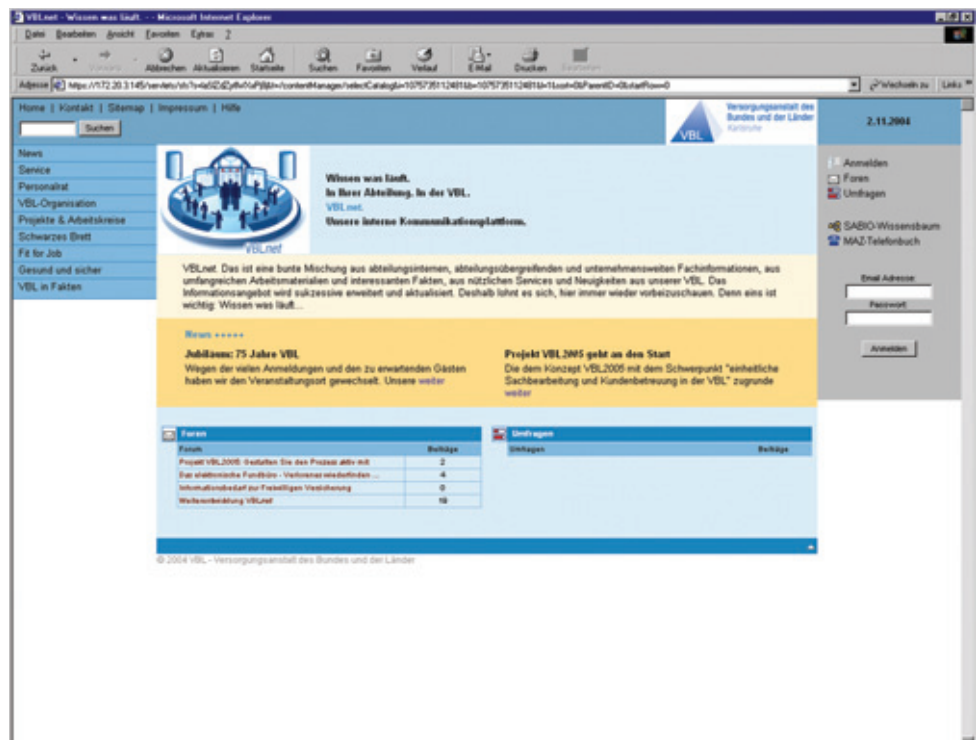 VBLnet - Wissen was läuft. - - Microsoft Internet Explorer
Datei Bearbeiten Ansicht Favoriten Extras ?
Zurück Abbrechen Aktualisieren Startseite Suchen Favoriten Verlauf E-Mail Drucken
Adresse Wechseln zu Links »
Home | Kontakt | Sitemap | Impressum | Hilfe
Suchen
VBL
Versorgungsanstalt des
Bundes und der Länder
Karlsruhe
2.11.2004
News
Service
Personalrat
VBL-Organisation
Projekte & Arbeitskreise
Schwarzes Brett
Fit for Job
Gesund und sicher
VBL in Fakten
VBLnet
Wissen was läuft.
In Ihrer Abteilung. In der VBL.
VBLnet.
Unsere interne Kommunikationsplattform.
Anmelden
Foren
Umfragen
SABIO-Wissensbaum
MAZ-Telefonbuch
Email Adresse:
Passwort:
Anmelden
VBLnet. Das ist eine bunte Mischung aus abteilungsinternen, abteilungsübergreifenden und unternehmensweiten Fachinformationen, aus
umfangreichen Arbeitsmaterialien und interessanten Fakten, aus nützlichen Services und Neuigkeiten aus unserer VBL. Das
Informationsangebot wird sukzessive erweitert und aktualisiert. Deshalb lohnt es sich, hier immer wieder vorbeizuschauen. Denn eins ist
wichtig: Wissen was läuft...
News +++++
Jubiläum: 75 Jahre VBL
Wegen der vielen Anmeldungen und den zu erwartenden Gästen
haben wir den Veranstaltungsort gewechselt. Unsere weiter
Projekt VBL2005 geht an den Start
Die dem Konzept VBL2005 mit dem Schwerpunkt "einheitliche
Sachbearbeitung und Kundenbetreuung in der VBL" zugrunde
weiter
Foren
Forum Beiträge
Projekt VBL2005: Gestalten Sie den Prozess aktiv mit 2
Das elektronische Fundbüro - Verlorenes wiederfinden ... 4
Informationsbedarf zur Freiwilligen Versicherung 0
Weiterentwicklung VBLnet 19
Umfragen
Umfragen Beiträge
© 2004 VBL - Versorgungsanstalt des Bundes und der Länder